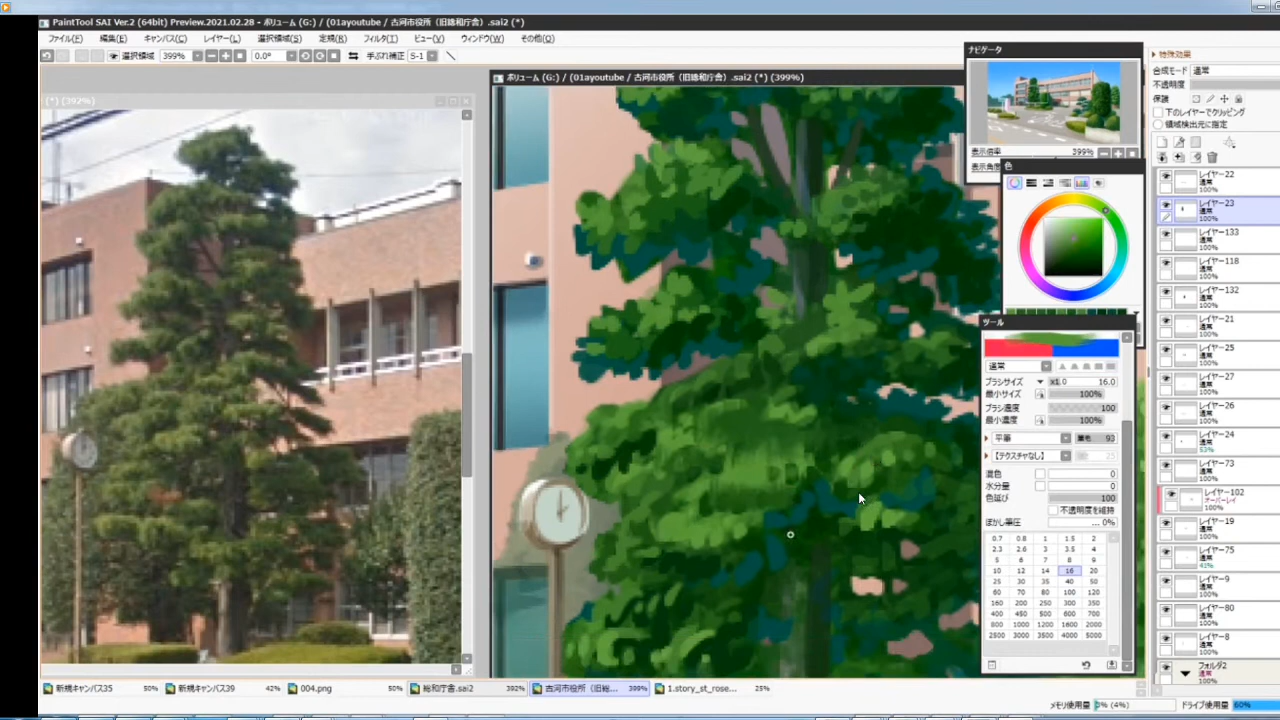 PaintTool SAI Ver.2 (64bit) Preview.2021.02.28 - ボリューム (G:) / (01ayoutube / 古河市役所（旧総和庁舎）.sai2 (*)
ファイル(F) 編集(E) キャンバス(C) レイヤー(L) 選択領域(S) 定規(R) フィルタ(T) ビュー(V) ウィンドウ(W) その他(O)
選択領域 399% 0.0° 手ぶれ補正 S-1
(*) (392%)
ボリューム (G:) / (01ayoutube / 古河市役所（旧総和庁舎）.sai2 (*) (399%)
ナビゲータ
表示倍率 399%
表示角度
色
ツール
通常
ブラシサイズ x1.0 16.0
最小サイズ 100%
ブラシ濃度 100
最小濃度 100%
平筆 筆毛 93
【テクスチャなし】
混色 0
水分量 0
色延び 100
不透明度を維持
ぼかし筆圧 ... 0%
0.7 0.8 1 1.5 2
2.3 2.6 3 3.5 4
5 6 7 8 9
10 12 14 16 20
25 30 35 40 50
60 70 80 100 120
160 200 250 300 350
400 450 500 600 700
800 1000 1200 1600 2000
2500 3000 3500 4000 5000
特殊効果
合成モード 通常
不透明度
保護
下のレイヤーでクリッピング
領域検出元に指定
レイヤー22
通常
100%
レイヤー23
通常
100%
レイヤー133
通常
100%
レイヤー118
通常
100%
レイヤー132
通常
100%
レイヤー21
通常
100%
レイヤー25
通常
100%
レイヤー27
通常
100%
レイヤー26
通常
100%
レイヤー24
通常
53%
レイヤー73
通常
100%
レイヤー102
オーバーレイ
100%
レイヤー19
通常
100%
レイヤー75
通常
41%
レイヤー9
通常
100%
レイヤー80
通常
100%
レイヤー8
通常
100%
フォルダ2
通常
100%
新規キャンバス35 50% 新規キャンバス39 42% 004.png 50% 総和庁舎.sai2 392% 古河市役所（旧総... 399% 1.story_st_rose... 25%
メモリ使用量 0% (4%) ドライブ使用量 60%